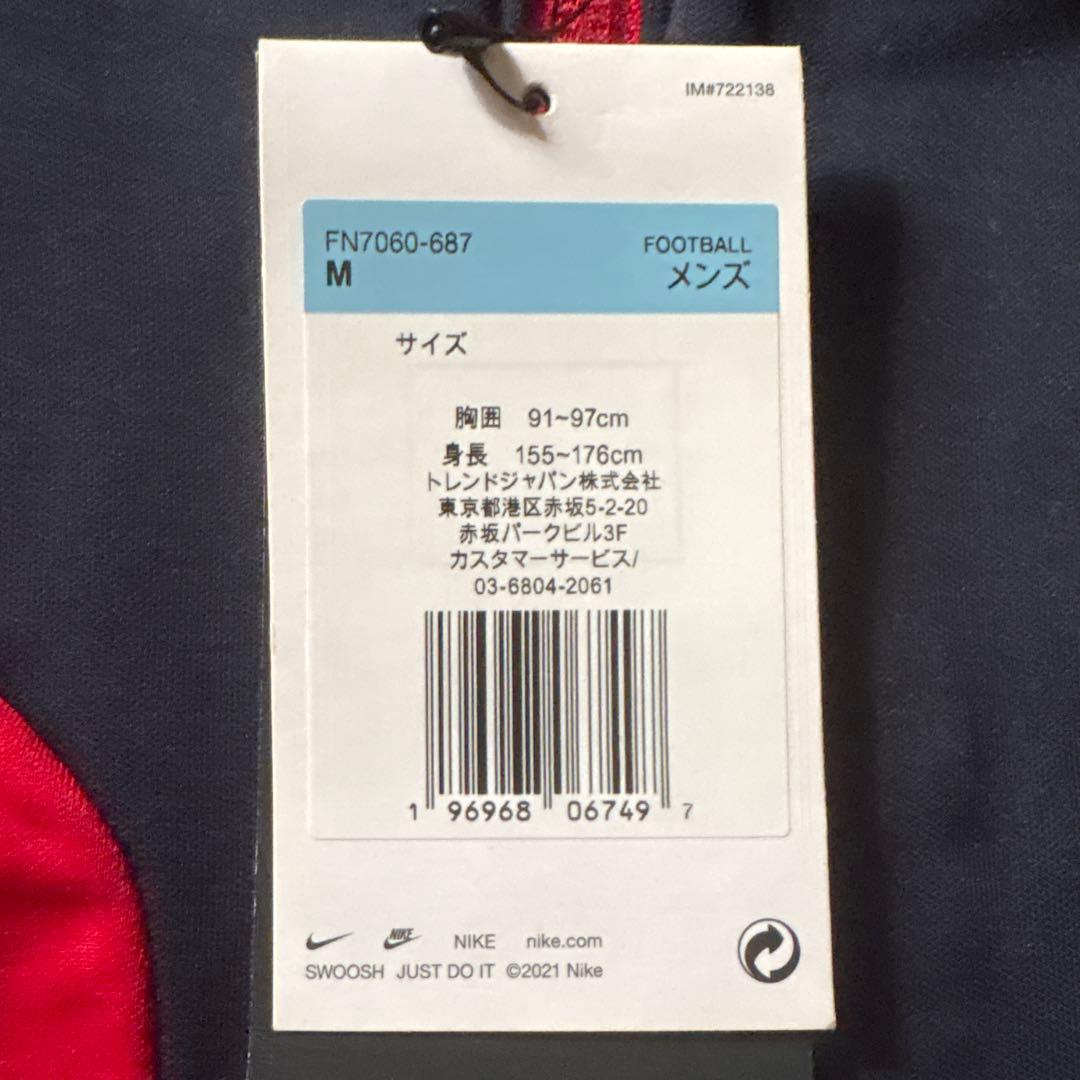 IM#722138
FN7060-687 FOOTBALL
M メンズ
サイズ
胸囲 91~97cm
身長 155~176cm
トレンドジャパン株式会社
東京都港区赤坂5-2-20
赤坂パークビル3F
カスタマーサービス/
03-6804-2061
1 96968 06749 7
NIKE NIKE nike.com
SWOOSH JUST DO IT ©2021 Nike